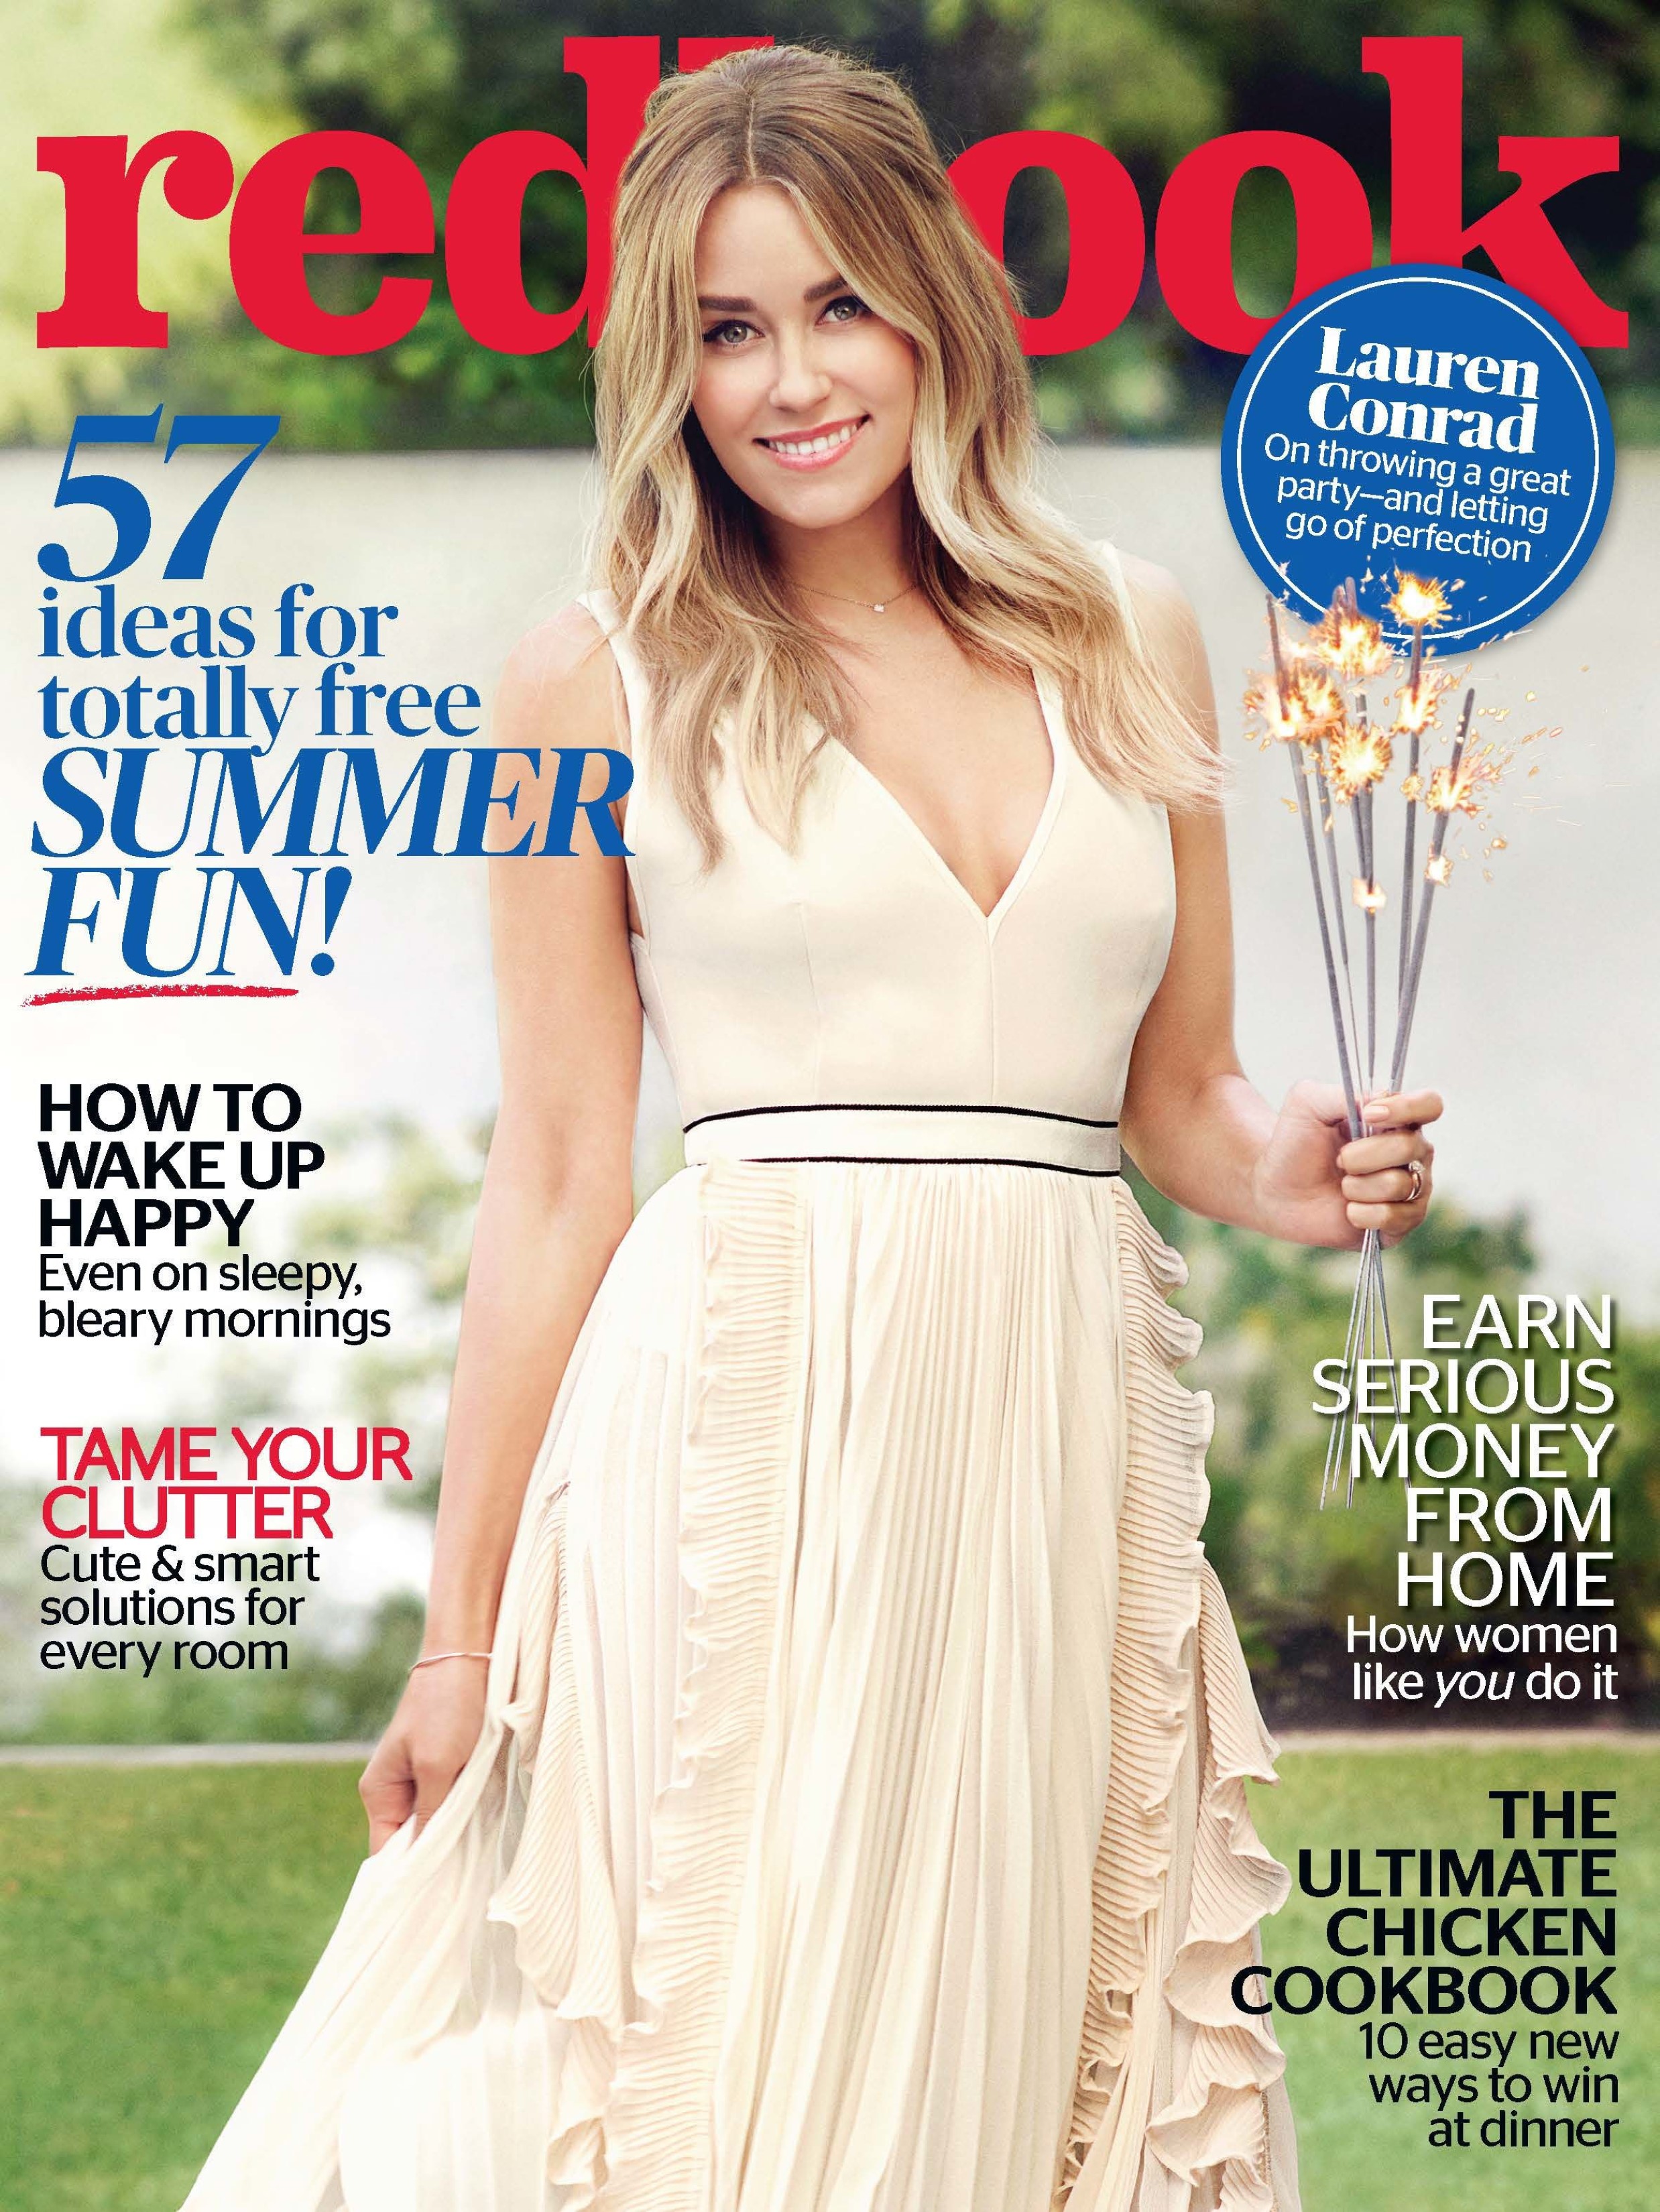 redbook
Lauren
Conrad
On throwing a great
party—and letting
go of perfection
57
ideas for
totally free
SUMMER
FUN!
HOW TO
WAKE UP
HAPPY
Even on sleepy,
bleary mornings
TAME YOUR
CLUTTER
Cute & smart
solutions for
every room
EARN
SERIOUS
MONEY
FROM
HOME
How women
like you do it
THE
ULTIMATE
CHICKEN
COOKBOOK
10 easy new
ways to win
at dinner